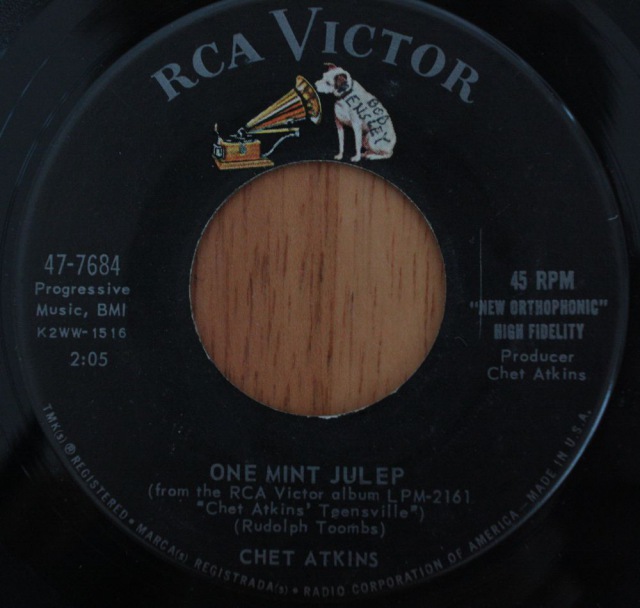 RCA VICTOR
BOB
HENSLEY
47-7684
Progressive
Music, BMI
K2WW-1516
2:05
45 RPM
"NEW ORTHOPHONIC"
HIGH FIDELITY
Producer
Chet Atkins
ONE MINT JULEP
(from the RCA Victor album LPM-2161
"Chet Atkins' Teensville")
(Rudolph Toombs)
CHET ATKINS
TMK(s) ® REGISTERED • MARCA(s) REGISTRADA(s) • RADIO CORPORATION OF AMERICA – MADE IN U.S.A.